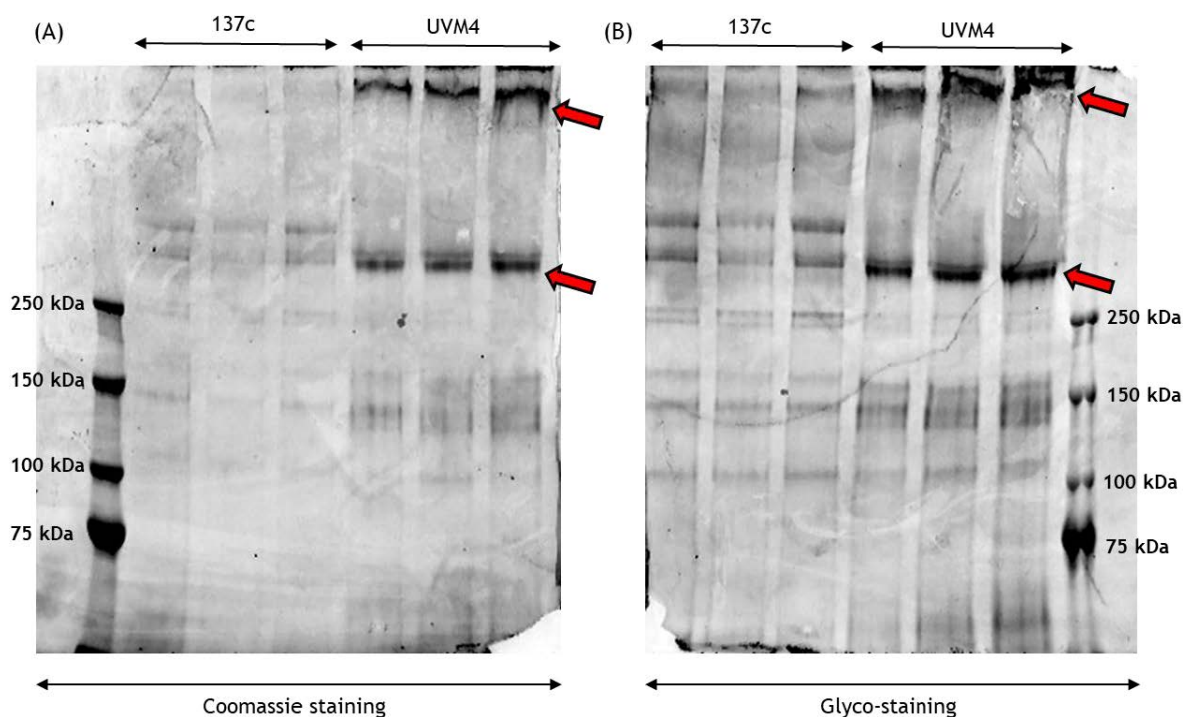 (A)
137c
UVM4
250 kDa
150 kDa
100 kDa
75 kDa
Coomassie staining
(B)
137c
UVM4
250 kDa
150 kDa
100 kDa
75 kDa
Glyco-staining